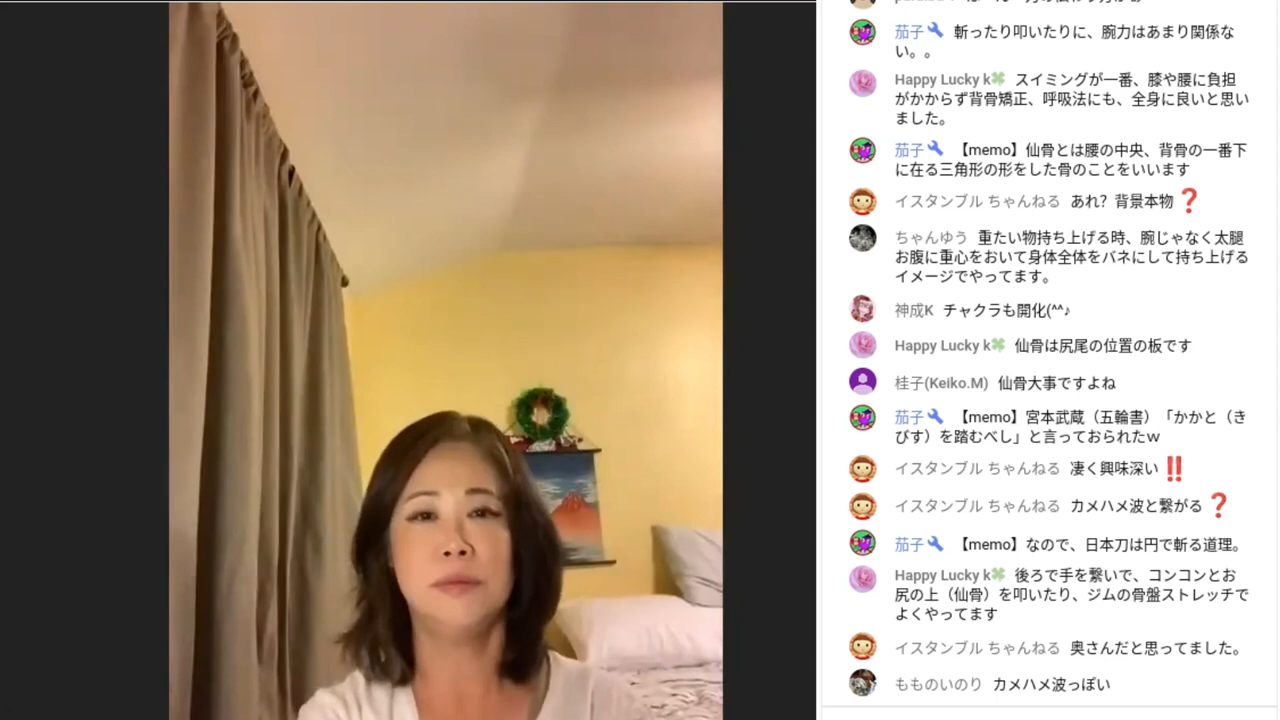 茄子 斬ったり叩いたりに、腕力はあまり関係な
い。。
Happy Lucky k スイミングが一番、膝や腰に負担
がかからず背骨矯正、呼吸法にも、全身に良いと思い
ました。
茄子 【memo】仙骨とは腰の中央、背骨の一番下
に在る三角形の形をした骨のことをいいます
イスタンブル ちゃんねる あれ？背景本物❓
ちゃんゆう 重たい物持ち上げる時、腕じゃなく太腿
お腹に重心をおいて身体全体をバネにして持ち上げる
イメージでやってます。
神成K チャクラも開化(^^♪
Happy Lucky k 仙骨は尻尾の位置の板です
桂子(Keiko.M) 仙骨大事ですよね
茄子 【memo】宮本武蔵（五輪書）「かかと（き
びす）を踏むべし」と言っておられたｗ
イスタンブル ちゃんねる 凄く興味深い‼️
イスタンブル ちゃんねる カメハメ波と繋がる❓
茄子 【memo】なので、日本刀は円で斬る道理。
Happy Lucky k 後ろで手を繋いで、コンコンとお
尻の上（仙骨）を叩いたり、ジムの骨盤ストレッチで
よくやってます
イスタンブル ちゃんねる 奥さんだと思ってました。
もものいのり カメハメ波っぽい